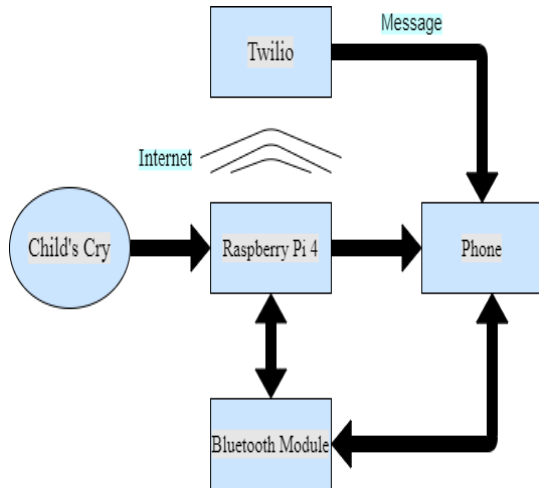 Message
Twilio
Internet
Child's Cry
Raspberry Pi 4
Phone
Bluetooth Module